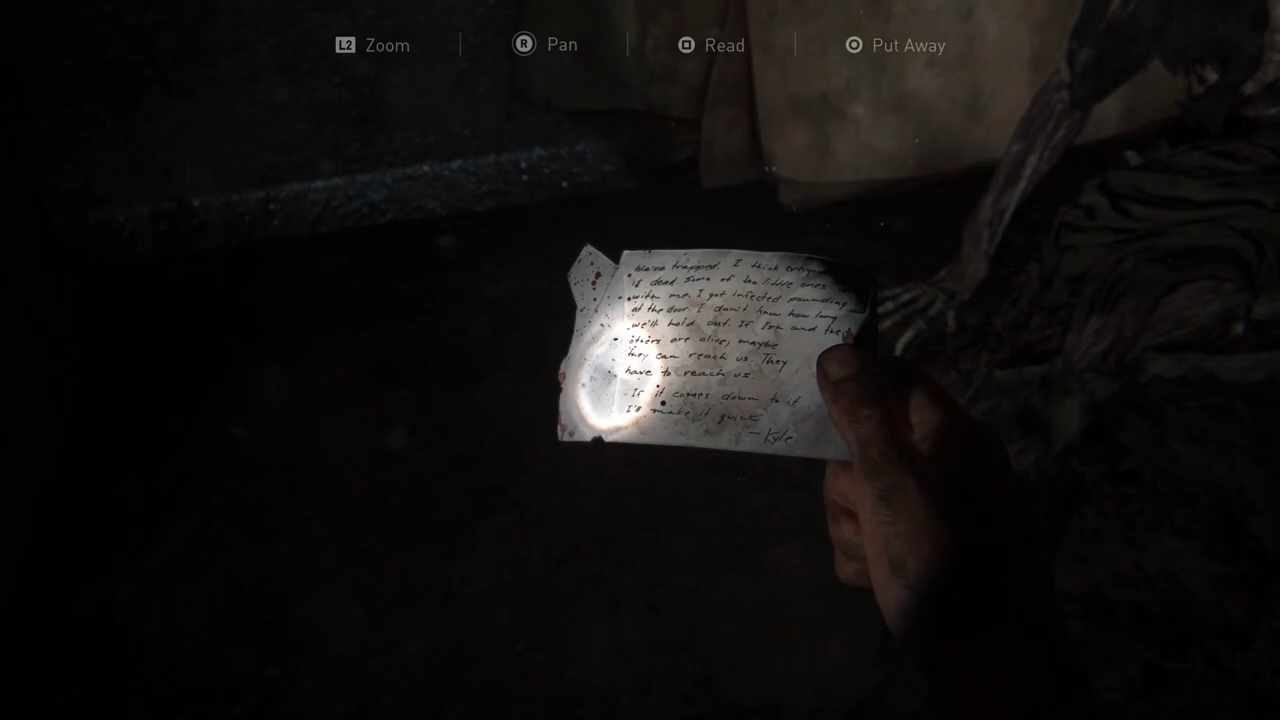 L2 Zoom
R Pan
Read
Put Away
We're trapped. I think everyone
is dead. Some of the little ones
with me. I got infected pounding
at the door. I don't know how long
we'll hold out. If Ish and the
others are alive, maybe
they can reach us. They
have to reach us.
If it comes down to it
I'll make it quick
— Kyle